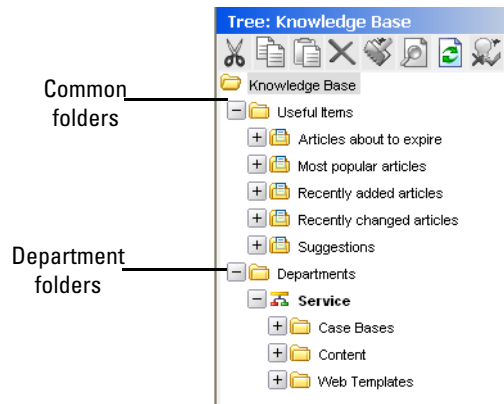 Tree: Knowledge Base
Knowledge Base
Common
folders
Useful Items
Articles about to expire
Most popular articles
Recently added articles
Recently changed articles
Suggestions
Department
folders
Departments
Service
Case Bases
Content
Web Templates